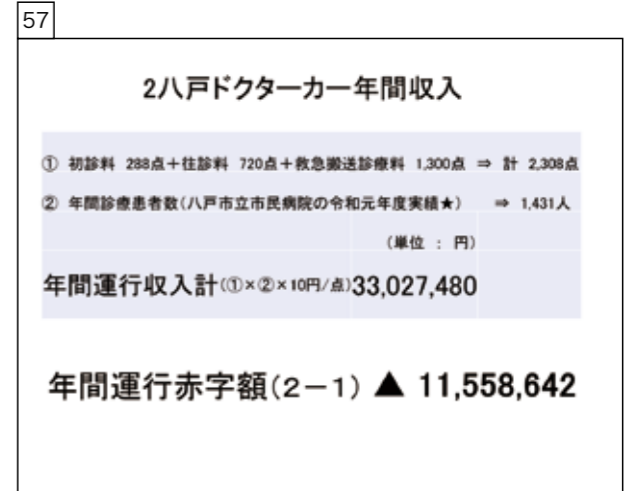 57
2八戸ドクターカー年間収入
① 初診料 288点＋往診料 720点＋救急搬送診療料 1,300点 ⇒ 計 2,308点
② 年間診療患者数(八戸市立市民病院の令和元年度実績★) ⇒ 1,431人
(単位 : 円)
年間運行収入計(①×②×10円/点)33,027,480
年間運行赤字額(2－1) ▲ 11,558,642